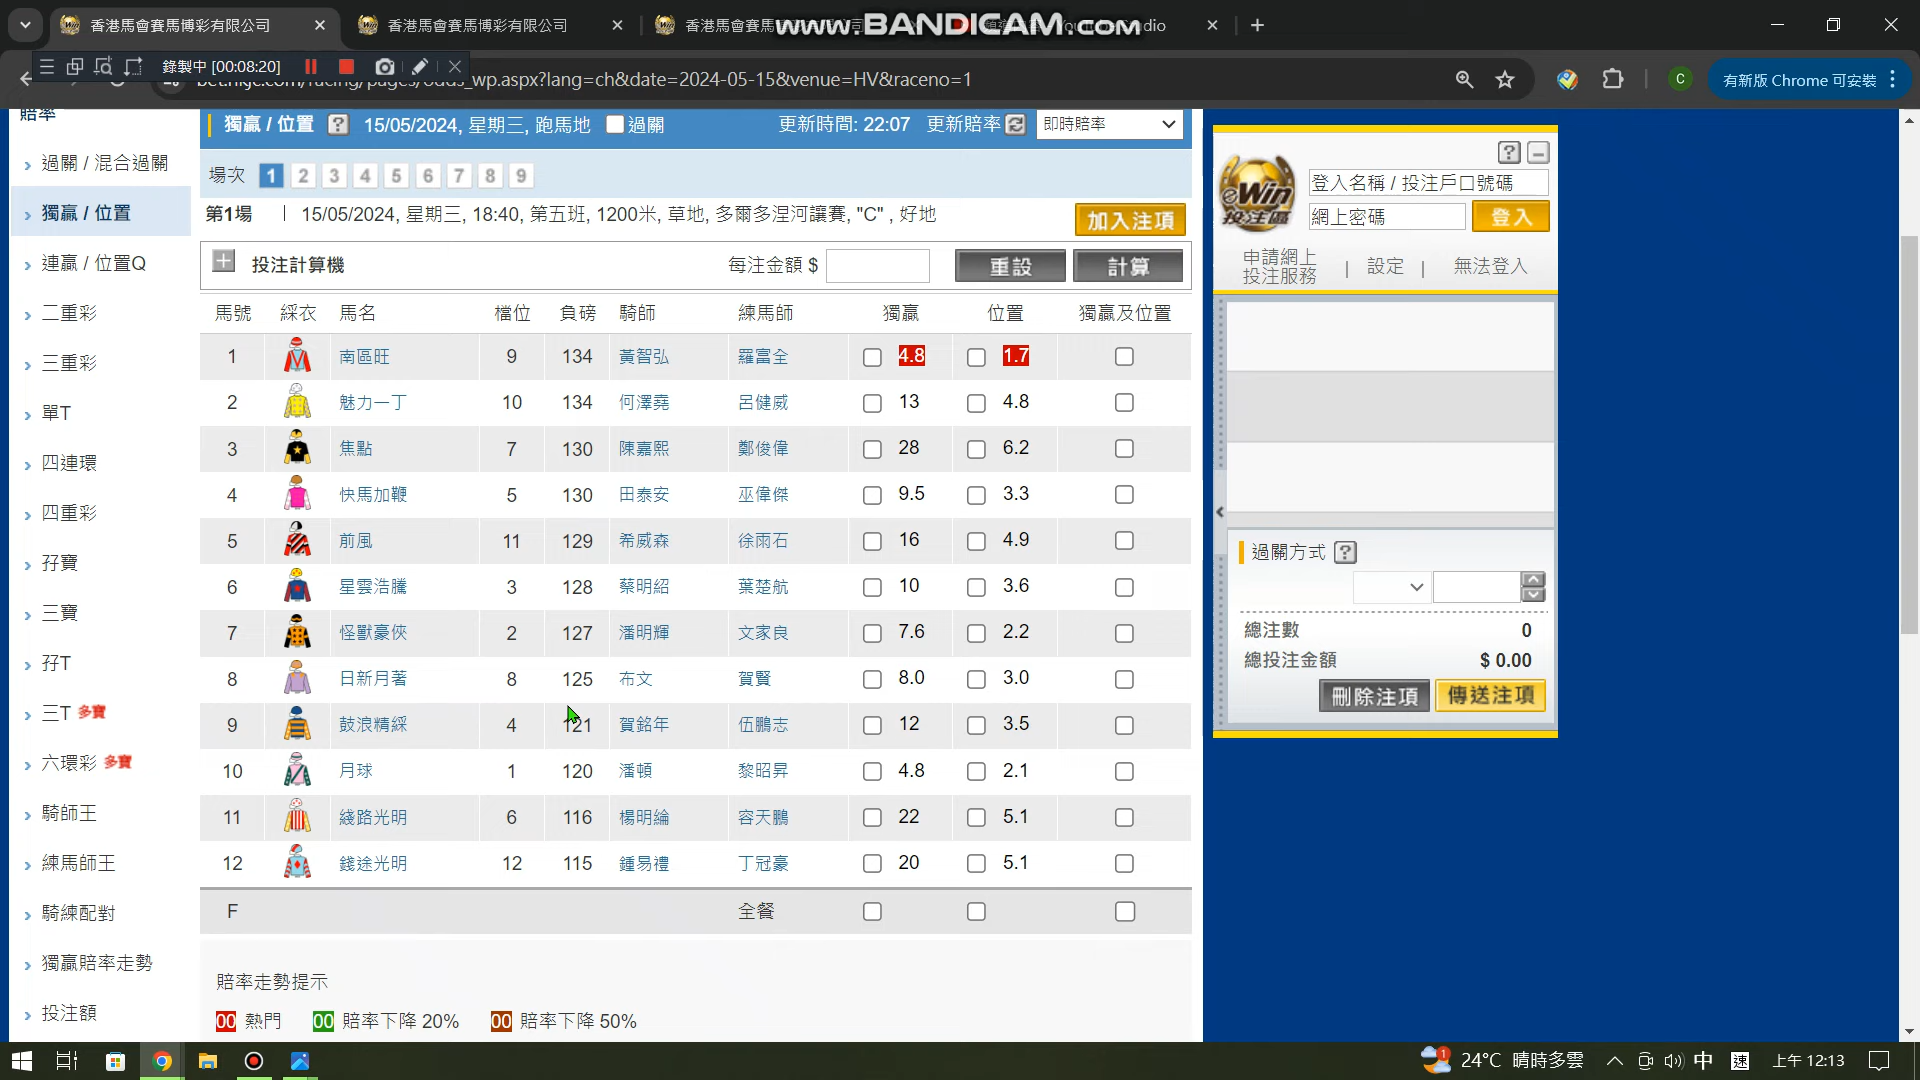 香港馬會賽馬博彩有限公司
香港馬會賽馬博彩有限公司
香港馬會賽馬
www.BANDICAM.com
錄製中 [00:08:20]
bet.hkjc.com/racing/pages/odds_wp.aspx?lang=ch&date=2024-05-15&venue=HV&raceno=1
C
有新版 Chrome 可安裝
賠率
過關 / 混合過關
獨贏 / 位置
連贏 / 位置Q
二重彩
三重彩
單T
四連環
四重彩
孖寶
三寶
孖T
三T 多寶
六環彩 多寶
騎師王
練馬師王
騎練配對
獨贏賠率走勢
投注額
獨贏 / 位置 ? 15/05/2024, 星期三, 跑馬地 過關 更新時間: 22:07 更新賠率 即時賠率
場次 1 2 3 4 5 6 7 8 9
第1場 | 15/05/2024, 星期三, 18:40, 第五班, 1200米, 草地, 多爾多涅河讓賽, "C" , 好地 加入注項
投注計算機 每注金額 $ 重設 計算
馬號 綵衣 馬名 檔位 負磅 騎師 練馬師 獨贏 位置 獨贏及位置
1 南區旺 9 134 黃智弘 羅富全 4.8 1.7
2 魅力一丁 10 134 何澤堯 呂健威 13 4.8
3 焦點 7 130 陳嘉熙 鄭俊偉 28 6.2
4 快馬加鞭 5 130 田泰安 巫偉傑 9.5 3.3
5 前風 11 129 希威森 徐雨石 16 4.9
6 星雲浩騰 3 128 蔡明紹 葉楚航 10 3.6
7 怪獸豪俠 2 127 潘明輝 文家良 7.6 2.2
8 日新月著 8 125 布文 賀賢 8.0 3.0
9 鼓浪精綵 4 121 賀銘年 伍鵬志 12 3.5
10 月球 1 120 潘頓 黎昭昇 4.8 2.1
11 綫路光明 6 116 楊明綸 容天鵬 22 5.1
12 錢途光明 12 115 鍾易禮 丁冠豪 20 5.1
F 全餐
賠率走勢提示
00 熱門 00 賠率下降 20% 00 賠率下降 50%
? –
eWin
投注區
登入名稱 / 投注戶口號碼
網上密碼 登入
申請網上
投注服務 | 設定 | 無法登入
過關方式 ?
總注數 0
總投注金額 $ 0.00
刪除注項 傳送注項
1 24°C 晴時多雲 中 速 上午 12:13